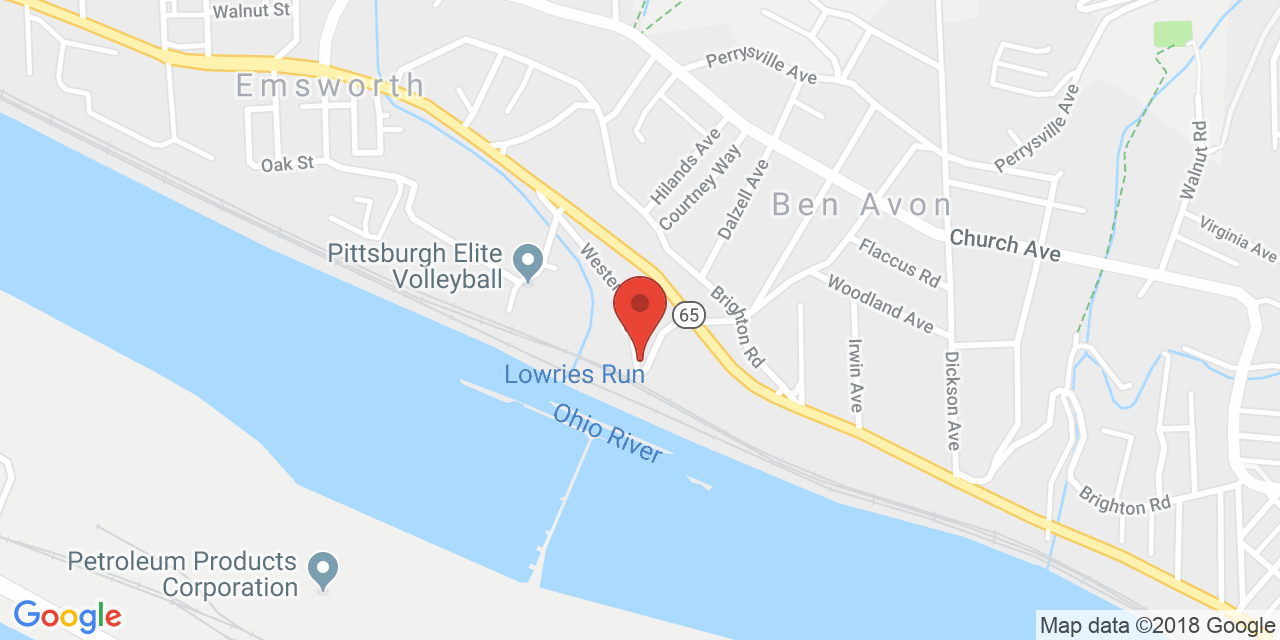 Walnut St
Emsworth
Perrysville Ave
Oak St
Hilands Ave
Courtney Way
Dalzell Ave
Perrysville Ave
Walnut Rd
Ben Avon
Virginia Ave
Church Ave
Flaccus Rd
Woodland Ave
Pittsburgh Elite
Volleyball
Brighton Rd
65
Irwin Ave
Dickson Ave
Lowries Run
Ohio River
Brighton Rd
Petroleum Products
Corporation
Google
Map data ©2018 Google